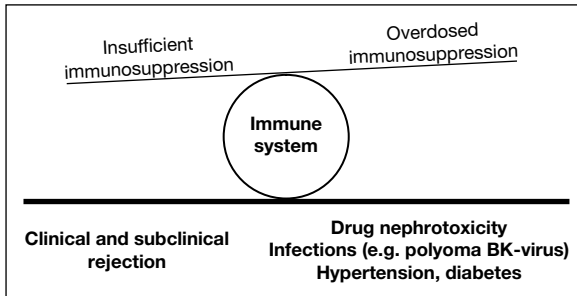 Insufficient
immunosuppression
Overdosed
immunosuppression
Immune
system
Clinical and subclinical
rejection
Drug nephrotoxicity
Infections (e.g. polyoma BK-virus)
Hypertension, diabetes